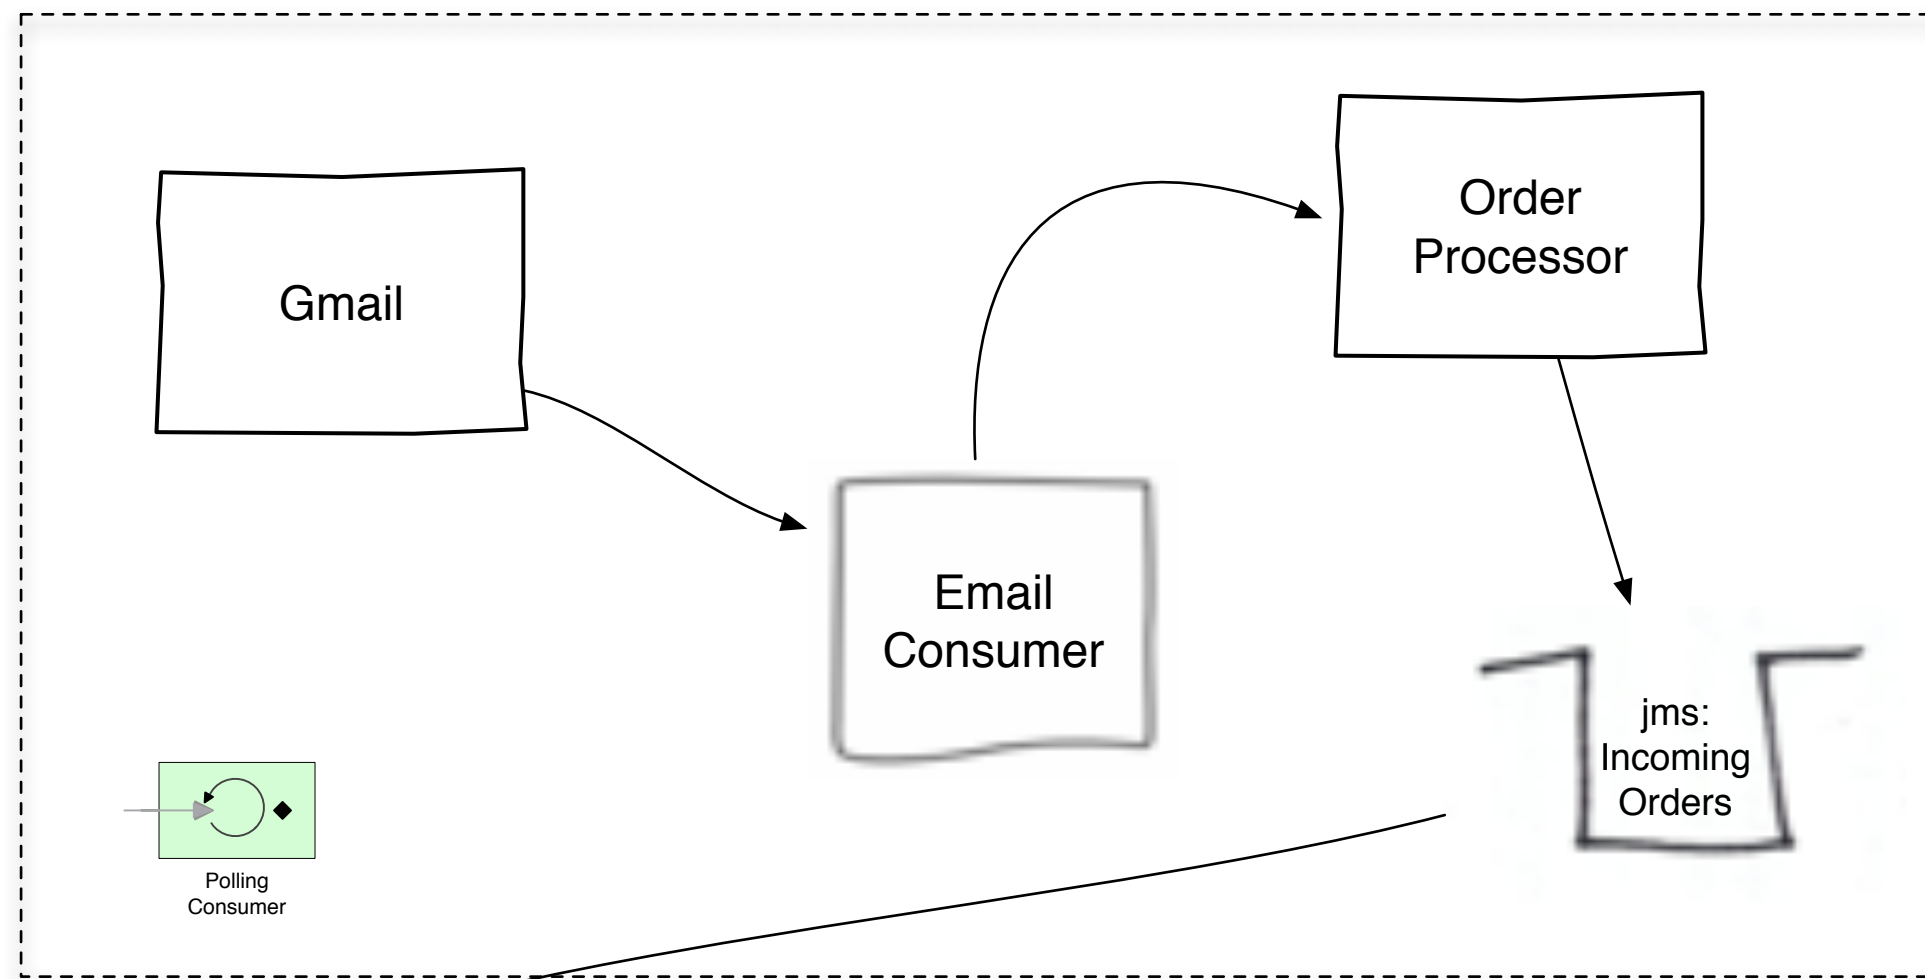 Gmail
Order
Processor
Email
Consumer
jms:
Incoming
Orders
Polling
Consumer